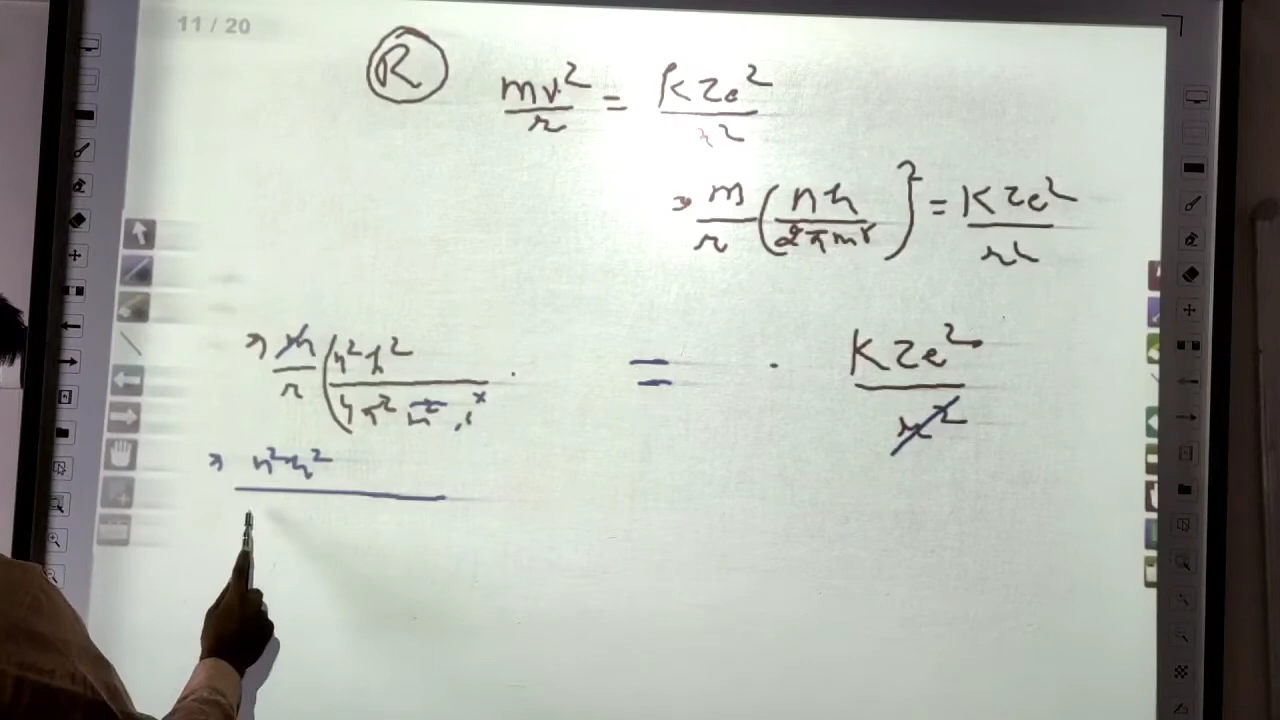 11 / 20
R mv²/r = KZe²/r²
⇒ m/r (nh/2πmr)² = KZe²/r²
⇒ m/r (n²h²/4π²m²r² = KZe²/r²
⇒ n²h²